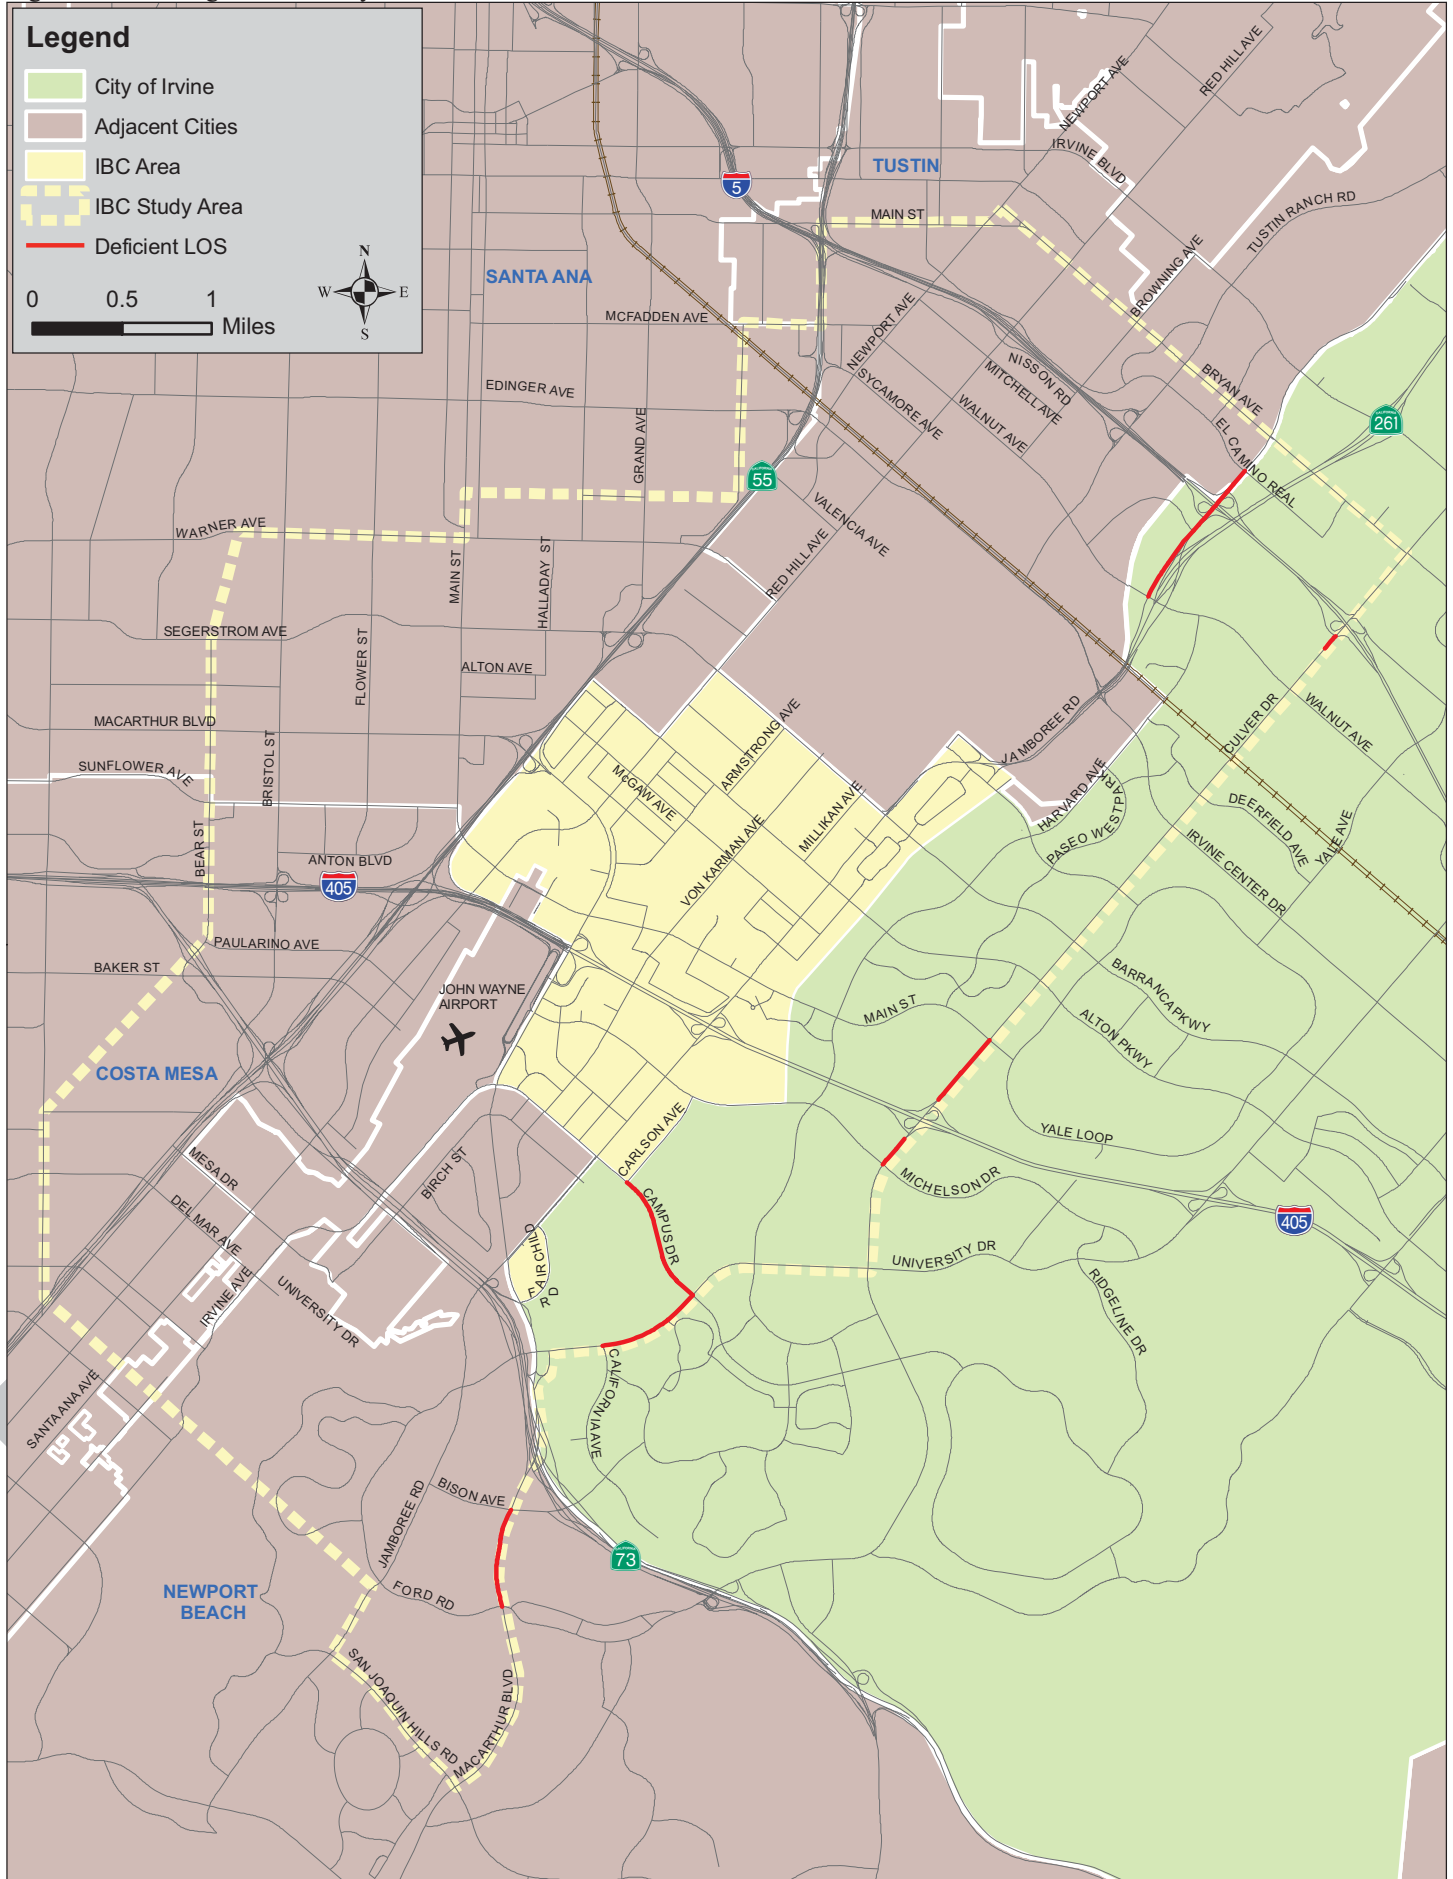 Legend
City of Irvine
Adjacent Cities
IBC Area
IBC Study Area
Deficient LOS
0 0.5 1
Miles
N
W E
S
5
TUSTIN
NEWPORT AVE
RED HILL AVE
IRVINE BLVD
MAIN ST
TUSTIN RANCH RD
BROWNING AVE
SANTA ANA
MCFADDEN AVE
NEWPORT AVE
NISSON RD
MITCHELL AVE
SYCAMORE AVE
WALNUT AVE
BRYAN AVE
EDINGER AVE
GRAND AVE
EL CAMINO REAL
CALIFORNIA
261
CALIFORNIA
55
VALENCIA AVE
RED HILL AVE
WARNER AVE
MAIN ST
HALLADAY ST
SEGERSTROM AVE
FLOWER ST
ALTON AVE
MACARTHUR BLVD
BRISTOL ST
SUNFLOWER AVE
BEAR ST
ANTON BLVD
405
PAULARINO AVE
BAKER ST
McGAW AVE
ARMSTRONG AVE
VON KARMAN AVE
MILLIKAN AVE
JAMBOREE RD
HARVARD AVE
PASEO WESTPARK
CULVER DR
WALNUT AVE
DEERFIELD AVE
YALE AVE
IRVINE CENTER DR
BARRANCA PKWY
ALTON PKWY
MAIN ST
JOHN WAYNE
AIRPORT
COSTA MESA
YALE LOOP
MICHELSON DR
405
CARLSON AVE
CAMPUS DR
UNIVERSITY DR
RIDGELINE DR
BIRCH ST
MESA DR
DEL MAR AVE
IRVINE AVE
UNIVERSITY DR
FAIRCHILD
RD
SANTA ANA AVE
CALIFORNIA AVE
BISON AVE
JAMBOREE RD
CALIFORNIA
73
FORD RD
NEWPORT
BEACH
SAN JOAQUIN HILLS RD
MACARTHUR BLVD